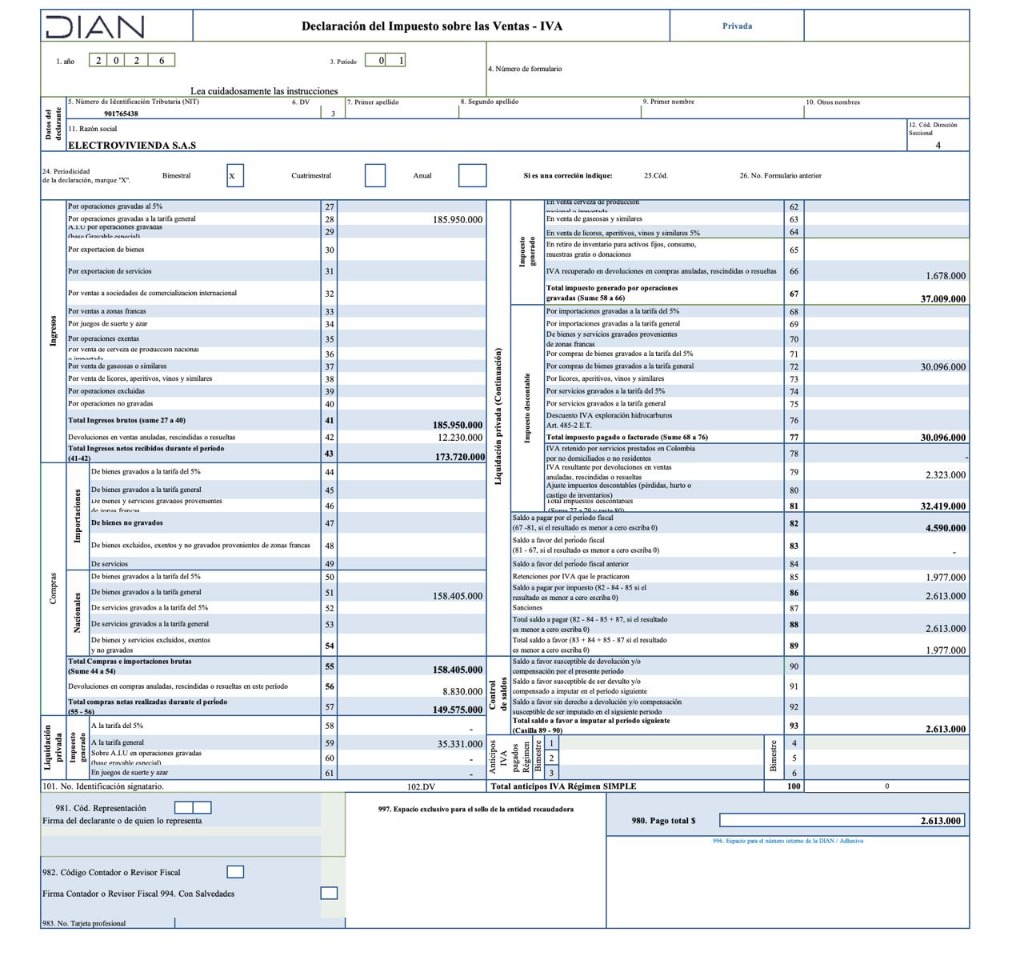 DIAN
Declaración del Impuesto sobre las Ventas - IVA
Privada
1. año 2 0 2 6
3. Periodo 0 1
4. Número de formulario
Lea cuidadosamente las instrucciones
Datos del declarante
5. Número de Identificación Tributaria (NIT) 6. DV 7. Primer apellido 8. Segundo apellido 9. Primer nombre 10. Otros nombres
901765438 3
11. Razón social
12. Cód. Dirección Seccional
ELECTROVIVIENDA S.A.S
4
24. Periodicidad
de la declaración, marque "X".
Bimestral X Cuatrimestral Anual
Si es una correción indique: 25.Cód. 26. No. Formulario anterior
Ingresos
Por operaciones gravadas al 5% 27
Por operaciones gravadas a la tarifa general 28 185.950.000
A.I.U por operaciones gravadas
(base Gravable especial) 29
Por exportacion de bienes 30
Por exportacion de servicios 31
Por ventas a sociedades de comercializacion internacional 32
Por ventas a zonas francas 33
Por juegos de suerte y azar 34
Por operaciones exentas 35
Por venta de cerveza de produccion nacional
o importada 36
Por venta de gaseosas o similares 37
Por venta de licores, aperitivos, vinos y similares 38
Por operaciones excluidas 39
Por operaciones no gravadas 40
Total Ingresos brutos (sume 27 a 40) 41 185.950.000
Devoluciones en ventas anuladas, rescindidas o resueltas 42 12.230.000
Total Ingresos netos recibidos durante el período
(41-42) 43 173.720.000
Compras
Importaciones
De bienes gravados a la tarifa del 5% 44
De bienes gravados a la tarifa general 45
De bienes y servicios gravados provenientes
de zonas francas 46
De bienes no gravados 47
De bienes excluidos, exentos y no gravados provenientes de zonas francas 48
De servicios 49
Nacionales
De bienes gravados a la tarifa del 5% 50
De bienes gravados a la tarifa general 51 158.405.000
De servicios gravados a la tarifa del 5% 52
De servicios gravados a la tarifa general 53
De bienes y servicios excluidos, exentos
y no gravados 54
Total Compras e importaciones brutas
(Sume 44 a 54) 55 158.405.000
Devoluciones en compras anuladas, rescindidas o resueltas en este período 56 8.830.000
Total compras netas realizadas durante el período
(55 - 56) 57 149.575.000
Liquidación privada
Impuesto generado
A la tarifa del 5% 58 -
A la tarifa general 59 35.331.000
Sobre A.I.U en operaciones gravadas
(base gravable especial) 60 -
En juegos de suerte y azar 61 -
Liquidación privada (Continuación)
Impuesto generado
En venta cerveza de producción
nacional o importada 62
En venta de gaseosas y similares 63
En venta de licores, aperitivos, vinos y similares 5% 64
En retiro de inventario para activos fijos, consumo,
muestras gratis o donaciones 65
IVA recuperado en devoluciones en compras anuladas, rescindidas o resueltas 66 1.678.000
Total impuesto generado por operaciones
gravadas (Sume 58 a 66) 67 37.009.000
Impuesto descontable
Por importaciones gravadas a la tarifa del 5% 68
Por importaciones gravadas a la tarifa general 69
De bienes y servicios gravados provenientes
de zonas francas 70
Por compras de bienes gravados a la tarifa del 5% 71
Por compras de bienes gravados a la tarifa general 72 30.096.000
Por licores, aperitivos, vinos y similares 73
Por servicios gravados a la tarifa del 5% 74
Por servicios gravados a la tarifa general 75
Descuento IVA exploración hidrocarburos
Art. 485-2 E.T. 76
Total impuesto pagado o facturado (Sume 68 a 76) 77 30.096.000
IVA retenido por servicios prestados en Colombia
por no domiciliados o no residentes 78 -
IVA resultante por devoluciones en ventas
anuladas, rescindidas o resueltas 79 2.323.000
Ajuste impuestos descontables (pérdidas, hurto o
castigo de inventarios) 80
Total impuestos descontables
(Sume 77 a 79 y reste 80) 81 32.419.000
Saldo a pagar por el periodo fiscal
(67 -81, si el resultado es menor a cero escriba 0) 82 4.590.000
Saldo a favor del periodo fiscal
(81 - 67, si el resultado es menor a cero escriba 0) 83 -
Saldo a favor del período fiscal anterior 84
Retenciones por IVA que le practicaron 85 1.977.000
Saldo a pagar por impuesto (82 - 84 - 85 si el
resultado es menor a cero escriba 0) 86 2.613.000
Sanciones 87
Total saldo a pagar (82 - 84 - 85 + 87, si el resultado
es menor a cero escriba 0) 88 2.613.000
Total saldo a favor (83 + 84 + 85 - 87 si el resultado
es menor a cero escriba 0) 89 1.977.000
Control de saldos
Saldo a favor susceptible de devolución y/o
compensación por el presente período 90
Saldo a favor susceptible de ser devulto y/o
compensado a imputar en el período siguiente 91
Saldo a favor sin derecho a devolución y/o compensación
susceptible de ser imputado en el siguiente período 92
Total saldo a favor a imputar al período siguiente
(Casilla 89 - 90) 93 2.613.000
Anticipos IVA pagados Régimen
Bimestre 1 2 3
Bimestre 4 5 6
101. No. Identificación signatario. 102.DV
Total anticipos IVA Régimen SIMPLE 100 0
981. Cód. Representación
Firma del declarante o de quien lo representa
997. Espacio exclusivo para el sello de la entidad recaudadora
980. Pago total $ 2.613.000
996. Espacio para el número interno de la DIAN / Adhesivo
982. Código Contador o Revisor Fiscal
Firma Contador o Revisor Fiscal 994. Con Salvedades
983. No. Tarjeta profesional